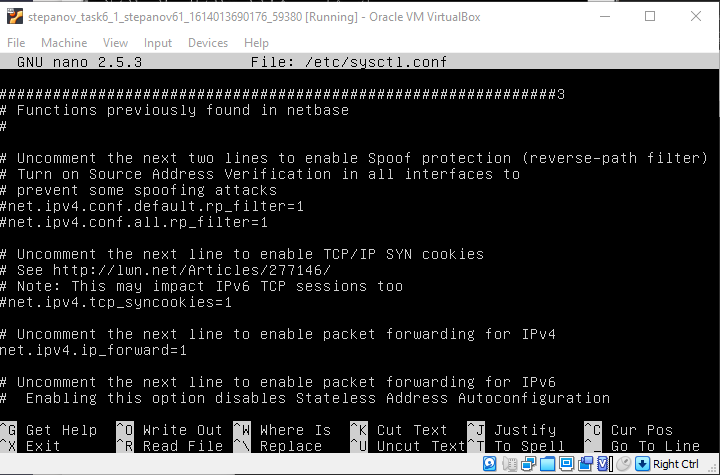 stepanov_task6_1_stepanov61_1614013690176_59380 [Running] - Oracle VM VirtualBox
File Machine View Input Devices Help
GNU nano 2.5.3 File: /etc/sysctl.conf
##############################################################3
# Functions previously found in netbase
#
# Uncomment the next two lines to enable Spoof protection (reverse-path filter)
# Turn on Source Address Verification in all interfaces to
# prevent some spoofing attacks
#net.ipv4.conf.default.rp_filter=1
#net.ipv4.conf.all.rp_filter=1
# Uncomment the next line to enable TCP/IP SYN cookies
# See http://lwn.net/Articles/277146/
# Note: This may impact IPv6 TCP sessions too
#net.ipv4.tcp_syncookies=1
# Uncomment the next line to enable packet forwarding for IPv4
net.ipv4.ip_forward=1
# Uncomment the next line to enable packet forwarding for IPv6
#  Enabling this option disables Stateless Address Autoconfiguration
^G Get Help ^O Write Out ^W Where Is ^K Cut Text ^J Justify ^C Cur Pos
^X Exit ^R Read File ^\ Replace ^U Uncut Text ^T To Spell ^_ Go To Line
Right Ctrl